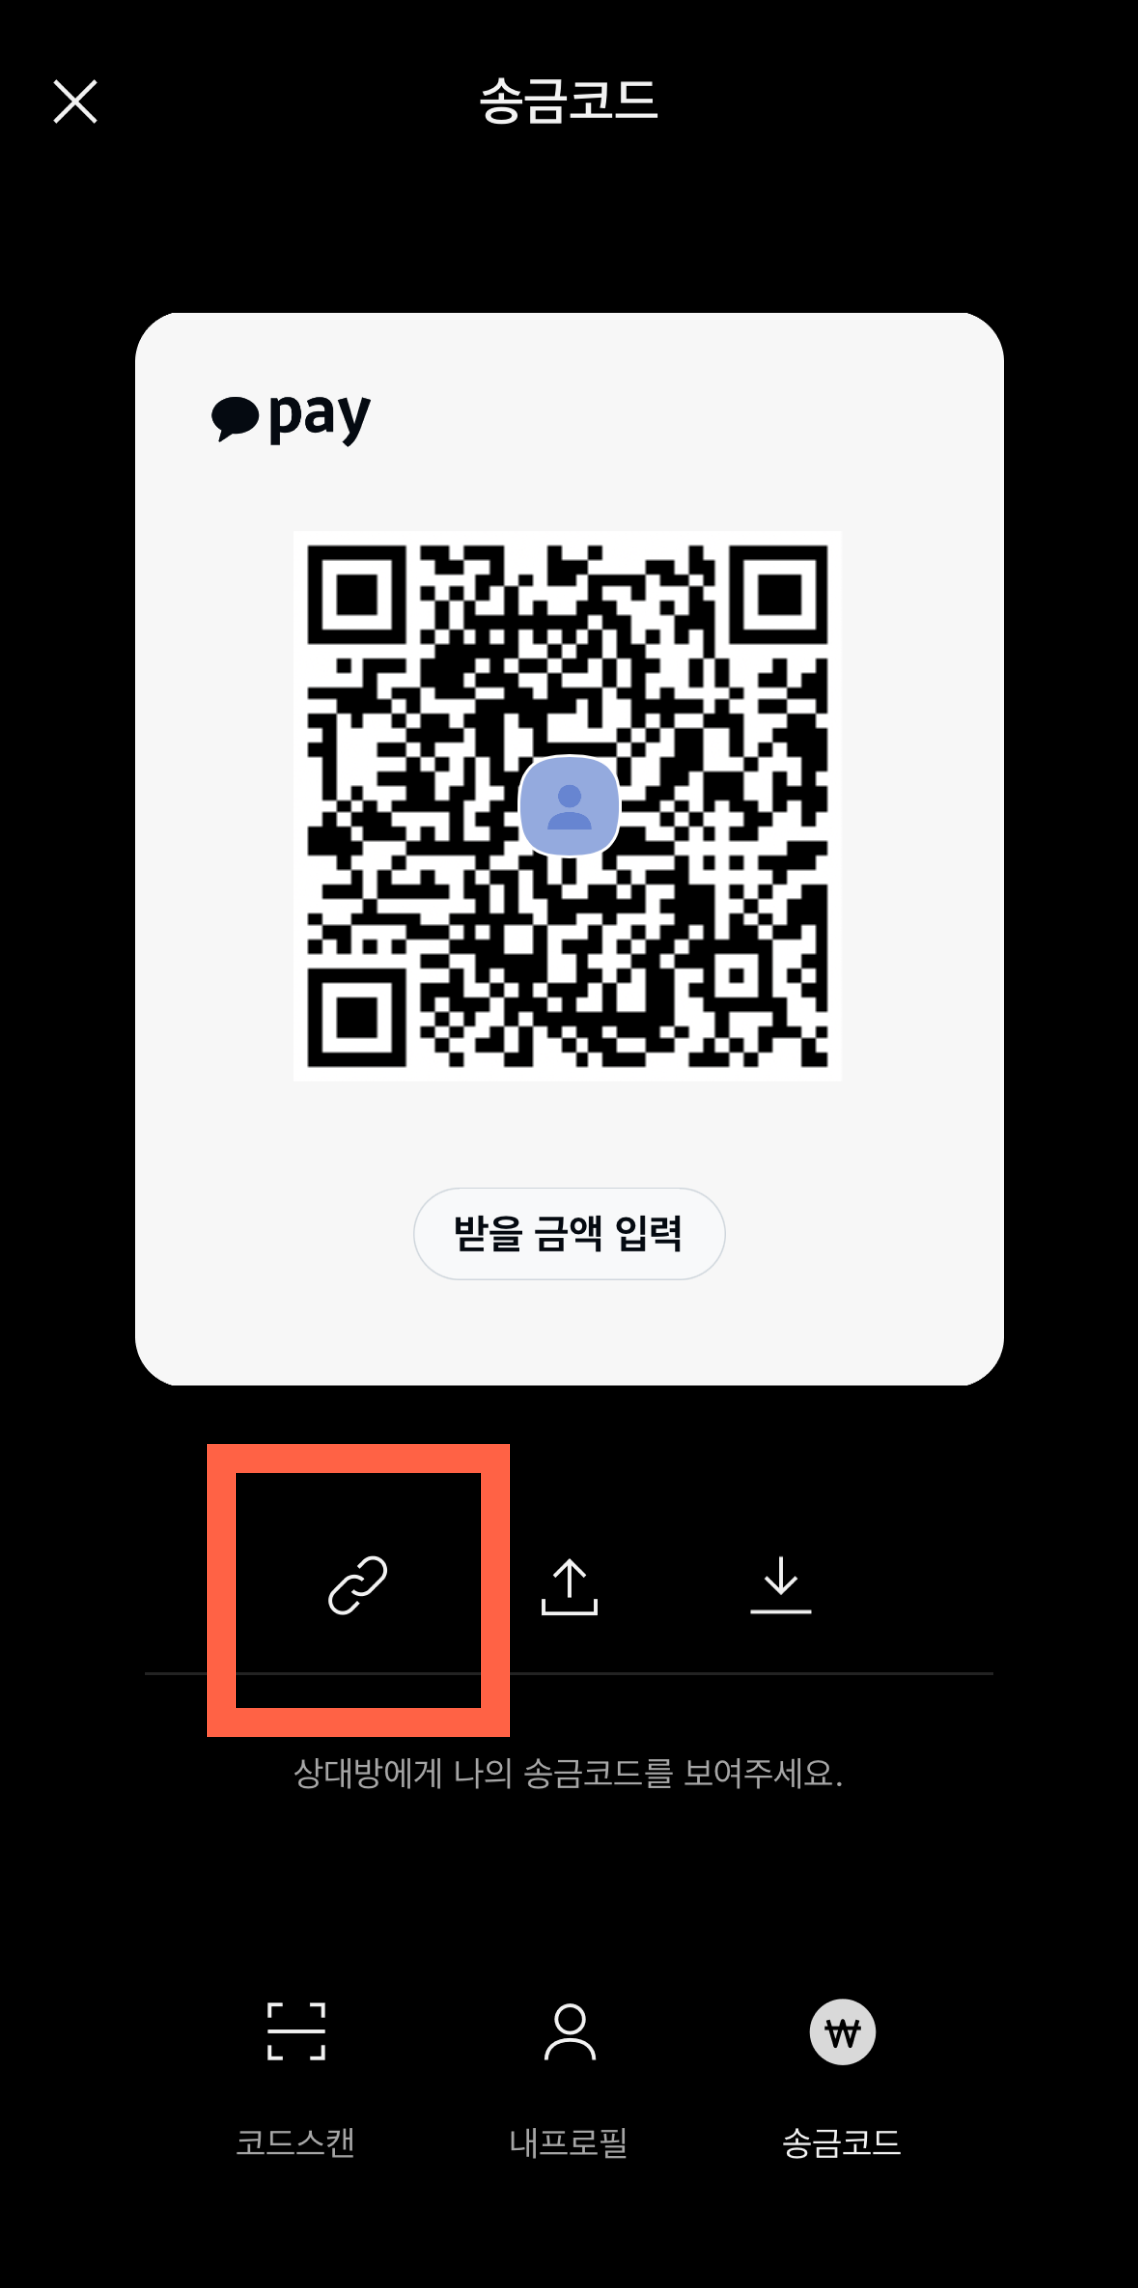 송금코드
pay
받을 금액 입력
상대방에게 나의 송금코드를 보여주세요.
코드스캔
내프로필
송금코드